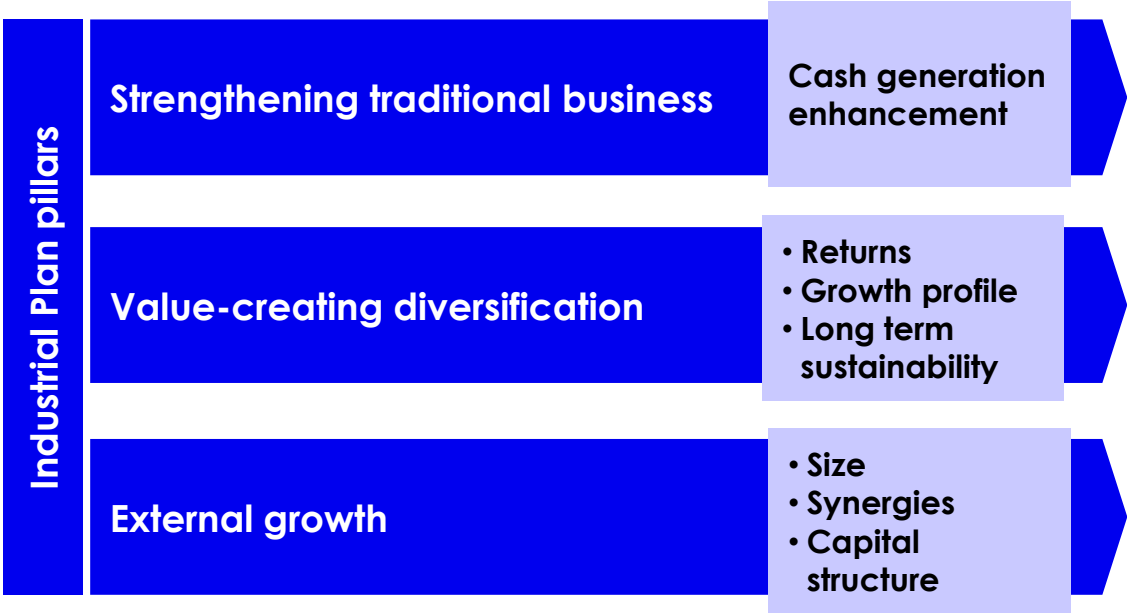 Industrial Plan pillars
Strengthening traditional business
Cash generation
enhancement
Value-creating diversification
• Returns
• Growth profile
• Long term
sustainability
External growth
• Size
• Synergies
• Capital
structure